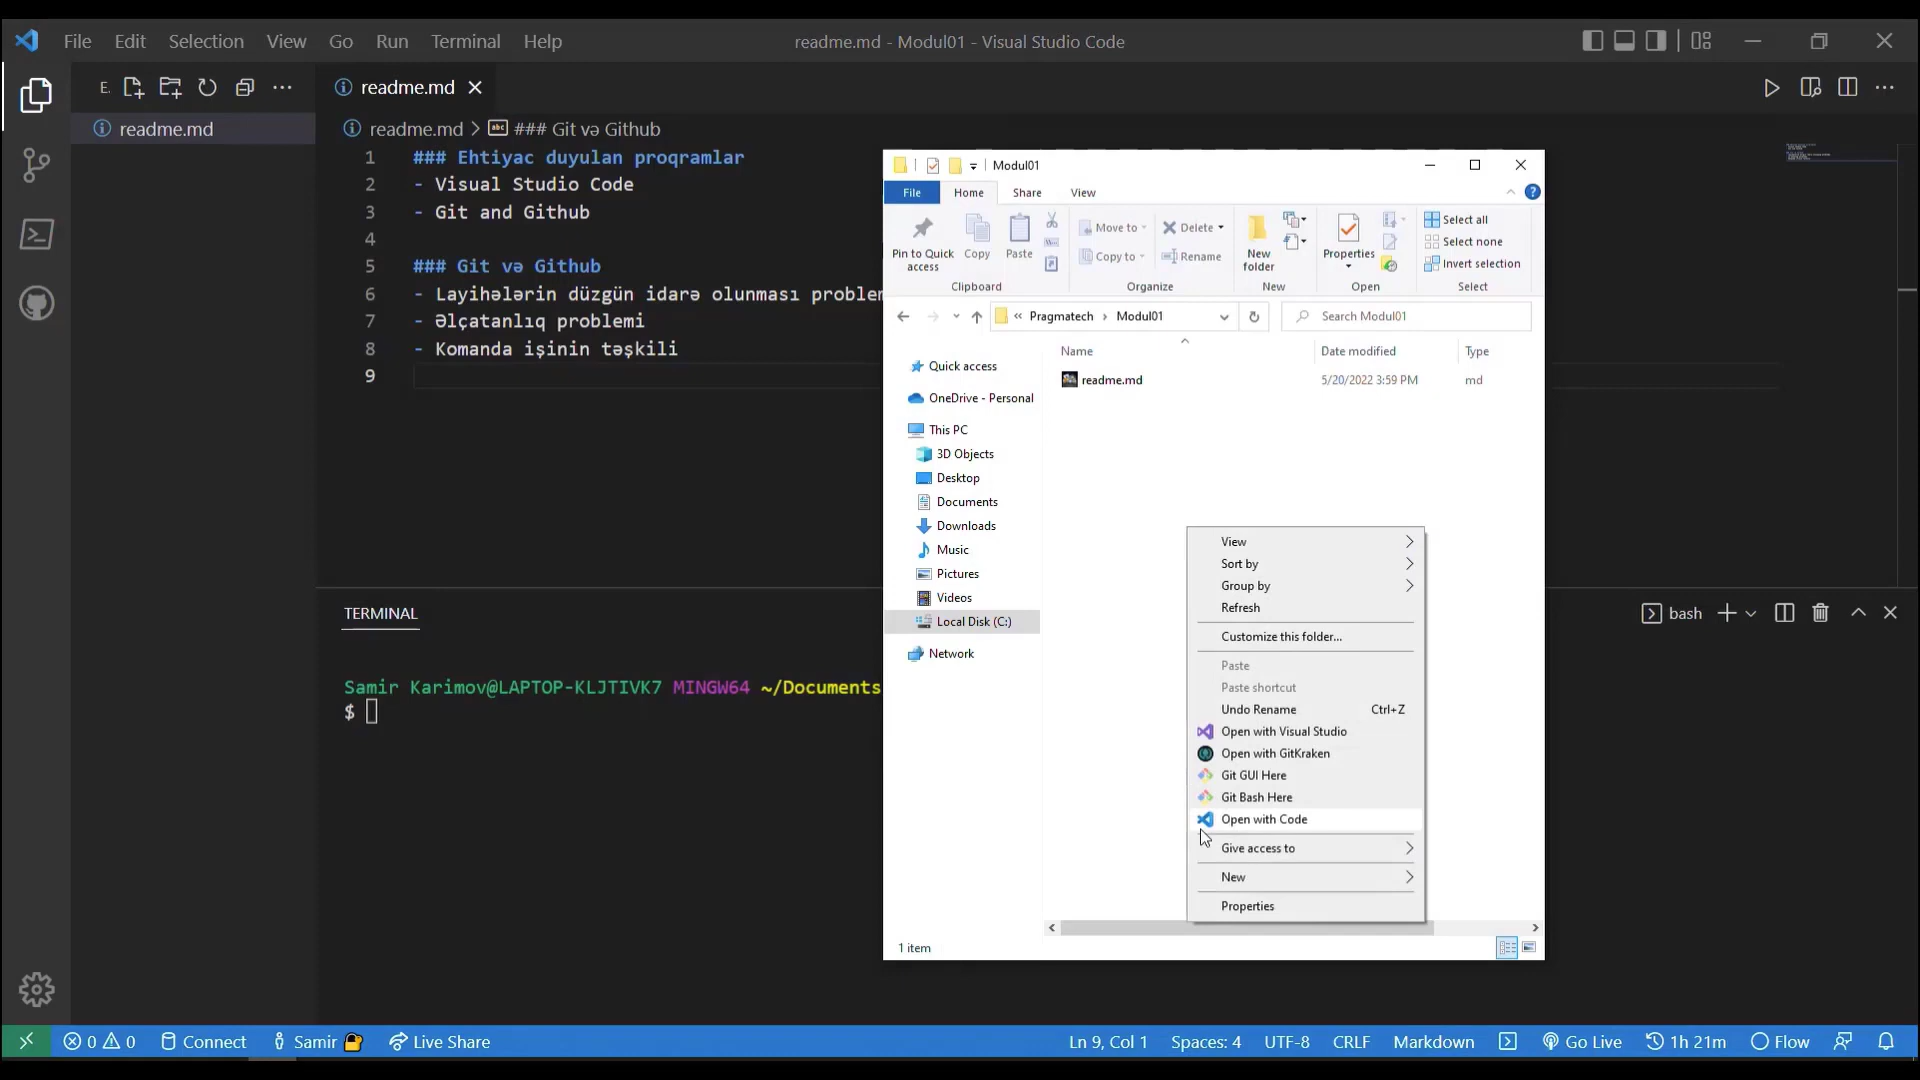 File Edit Selection View Go Run Terminal Help
readme.md - Modul01 - Visual Studio Code
E.
readme.md
readme.md
readme.md > ### Git və Github
1 ### Ehtiyac duyulan proqramlar
2 - Visual Studio Code
3 - Git and Github
4
5 ### Git və Github
6 - Layihələrin düzgün idarə olunması
7 - Əlçatanlıq problemi
8 - Komanda işinin təşkili
9
TERMINAL
bash
Samir Karimov@LAPTOP-KLJTIVK7 MINGW64 ~/Documents
$
Modul01
File Home Share View
Pin to Quick access
Copy
Paste
Move to
Copy to
Delete
Rename
New folder
Properties
Select all
Select none
Invert selection
Clipboard Organize New Open Select
« Pragmatech > Modul01
Search Modul01
Name Date modified Type
readme.md 5/20/2022 3:59 PM md
Quick access
OneDrive - Personal
This PC
3D Objects
Desktop
Documents
Downloads
Music
Pictures
Videos
Local Disk (C:)
Network
1 item
View
Sort by
Group by
Refresh
Customize this folder...
Paste
Paste shortcut
Undo Rename Ctrl+Z
Open with Visual Studio
Open with GitKraken
Git GUI Here
Git Bash Here
Open with Code
Give access to
New
Properties
0 0 Connect Samir Live Share
Ln 9, Col 1 Spaces: 4 UTF-8 CRLF Markdown Go Live 1h 21m Flow